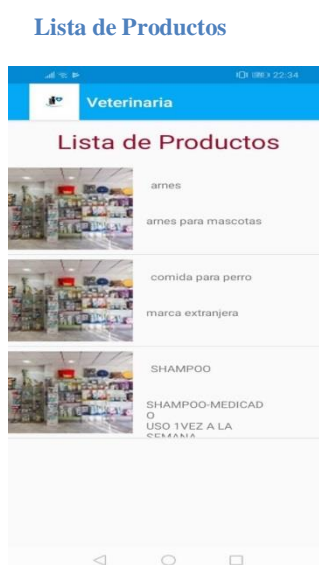 Lista de Productos
22:34
Veterinaria
Lista de Productos
arnes
arnes para mascotas
comida para perro
marca extranjera
SHAMPOO
SHAMPOO-MEDICAD
O
USO 1VEZ A LA
SEMANA